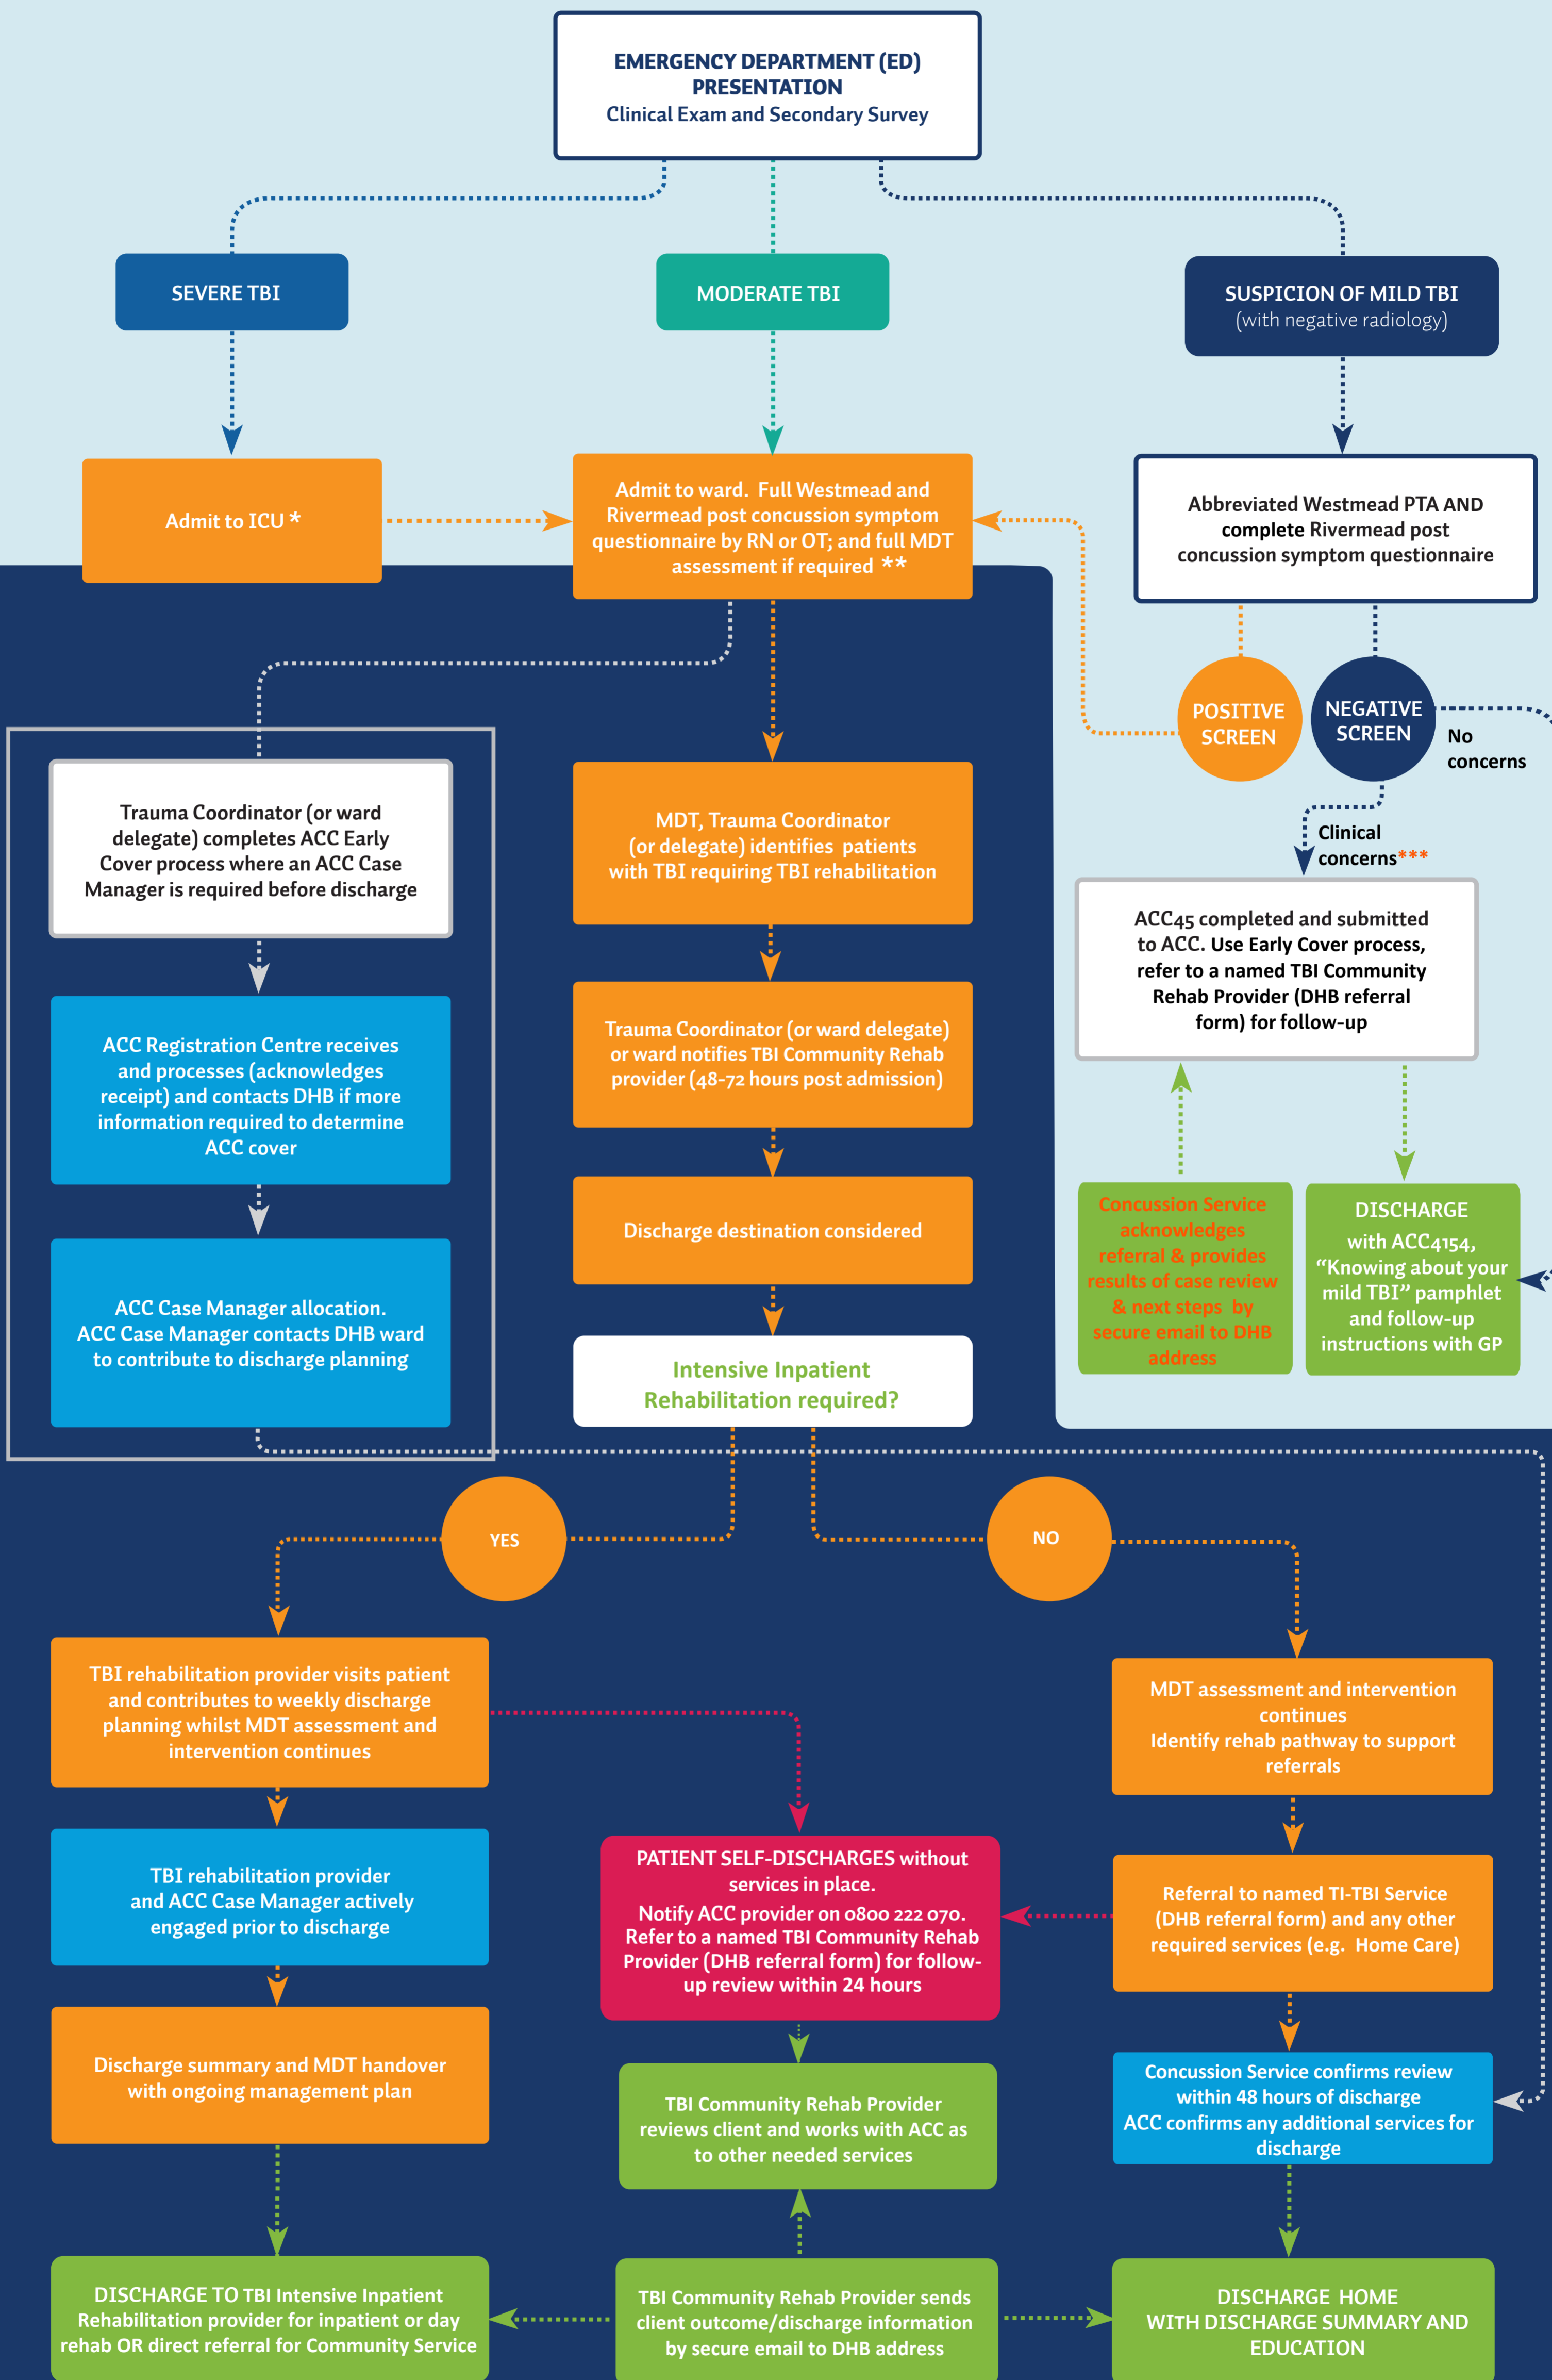 EMERGENCY DEPARTMENT (ED)
PRESENTATION
Clinical Exam and Secondary Survey
SEVERE TBI
MODERATE TBI
SUSPICION OF MILD TBI
(with negative radiology)
Admit to ICU *
Admit to ward. Full Westmead and
Rivermead post concussion symptom
questionnaire by RN or OT; and full MDT
assessment if required **
Abbreviated Westmead PTA AND
complete Rivermead post
concussion symptom questionnaire
POSITIVE
SCREEN
NEGATIVE
SCREEN
No
concerns
Clinical
concerns***
Trauma Coordinator (or ward
delegate) completes ACC Early
Cover process where an ACC Case
Manager is required before discharge
MDT, Trauma Coordinator
(or delegate) identifies patients
with TBI requiring TBI rehabilitation
ACC45 completed and submitted
to ACC. Use Early Cover process,
refer to a named TBI Community
Rehab Provider (DHB referral
form) for follow-up
ACC Registration Centre receives
and processes (acknowledges
receipt) and contacts DHB if more
information required to determine
ACC cover
Trauma Coordinator (or ward delegate)
or ward notifies TBI Community Rehab
provider (48-72 hours post admission)
Discharge destination considered
Concussion Service
acknowledges
referral & provides
results of case review
& next steps by
secure email to DHB
address
DISCHARGE
with ACC4154,
“Knowing about your
mild TBI” pamphlet
and follow-up
instructions with GP
ACC Case Manager allocation.
ACC Case Manager contacts DHB ward
to contribute to discharge planning
Intensive Inpatient
Rehabilitation required?
YES
NO
TBI rehabilitation provider visits patient
and contributes to weekly discharge
planning whilst MDT assessment and
intervention continues
MDT assessment and intervention
continues
Identify rehab pathway to support
referrals
TBI rehabilitation provider
and ACC Case Manager actively
engaged prior to discharge
PATIENT SELF-DISCHARGES without
services in place.
Notify ACC provider on 0800 222 070.
Refer to a named TBI Community Rehab
Provider (DHB referral form) for follow-
up review within 24 hours
Referral to named TI-TBI Service
(DHB referral form) and any other
required services (e.g. Home Care)
Discharge summary and MDT handover
with ongoing management plan
TBI Community Rehab Provider
reviews client and works with ACC as
to other needed services
Concussion Service confirms review
within 48 hours of discharge
ACC confirms any additional services for
discharge
DISCHARGE TO TBI Intensive Inpatient
Rehabilitation provider for inpatient or day
rehab OR direct referral for Community Service
TBI Community Rehab Provider sends
client outcome/discharge information
by secure email to DHB address
DISCHARGE HOME
WITH DISCHARGE SUMMARY AND
EDUCATION